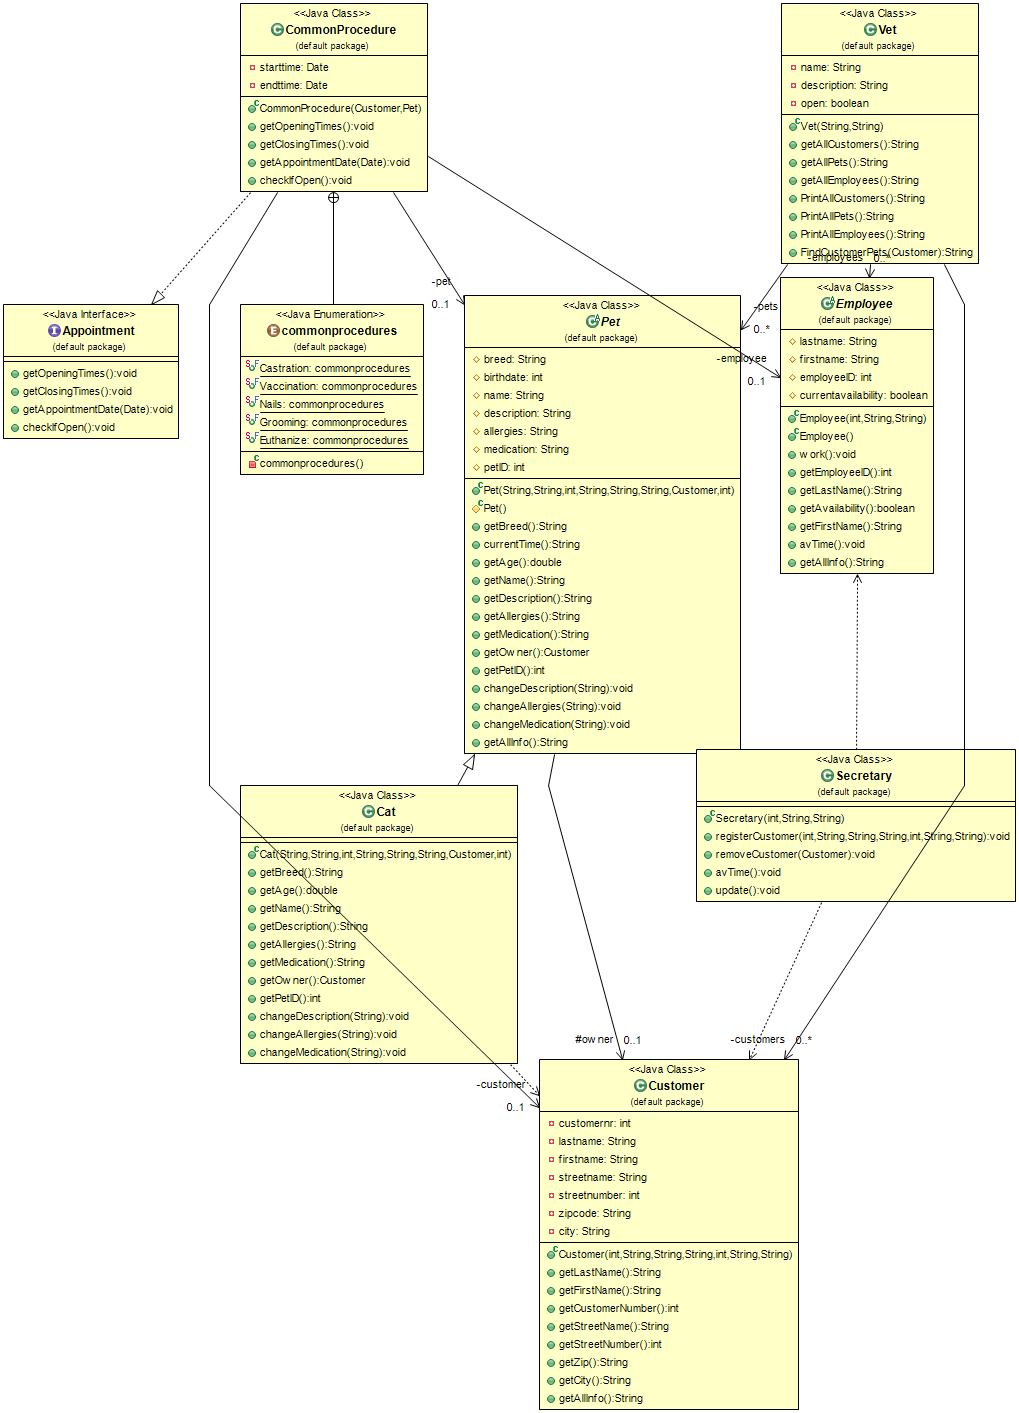 <<Java Class>>
CommonProcedure
(default package)
starttime: Date
endtime: Date
CommonProcedure(Customer,Pet)
getOpeningTimes():void
getClosingTimes():void
getAppointmentDate(Date):void
checkIfOpen():void
<<Java Class>>
Vet
(default package)
name: String
description: String
open: boolean
Vet(String,String)
getAllCustomers():String
getAllPets():String
getAllEmployees():String
PrintAllCustomers():String
PrintAllPets():String
PrintAllEmployees():String
FindCustomerPets(Customer):String
-employees 0..*
-pet
0..1
-pets
0..*
-employee
0..1
<<Java Interface>>
Appointment
(default package)
getOpeningTimes():void
getClosingTimes():void
getAppointmentDate(Date):void
checkIfOpen():void
<<Java Enumeration>>
commonprocedures
(default package)
Castration: commonprocedures
Vaccination: commonprocedures
Nails: commonprocedures
Grooming: commonprocedures
Euthanize: commonprocedures
commonprocedures()
<<Java Class>>
Pet
(default package)
breed: String
birthdate: int
name: String
description: String
allergies: String
medication: String
petID: int
Pet(String,String,int,String,String,String,Customer,int)
Pet()
getBreed():String
currentTime():String
getAge():double
getName():String
getDescription():String
getAllergies():String
getMedication():String
getOwner():Customer
getPetID():int
changeDescription(String):void
changeAllergies(String):void
changeMedication(String):void
getAllInfo():String
<<Java Class>>
Employee
(default package)
lastname: String
firstname: String
employeeID: int
currentavailability: boolean
Employee(int,String,String)
Employee()
work():void
getEmployeeID():int
getLastName():String
getAvailability():boolean
getFirstName():String
avTime():void
getAllInfo():String
<<Java Class>>
Secretary
(default package)
Secretary(int,String,String)
registerCustomer(int,String,String,String,int,String,String):void
removeCustomer(Customer):void
avTime():void
update():void
<<Java Class>>
Cat
(default package)
Cat(String,String,int,String,String,String,Customer,int)
getBreed():String
getAge():double
getName():String
getDescription():String
getAllergies():String
getMedication():String
getOwner():Customer
getPetID():int
changeDescription(String):void
changeAllergies(String):void
changeMedication(String):void
#owner 0..1
-customers 0..*
-customer
0..1
<<Java Class>>
Customer
(default package)
customernr: int
lastname: String
firstname: String
streetname: String
streetnumber: int
zipcode: String
city: String
Customer(int,String,String,String,int,String,String)
getLastName():String
getFirstName():String
getCustomerNumber():int
getStreetName():String
getStreetNumber():int
getZip():String
getCity():String
getAllInfo():String